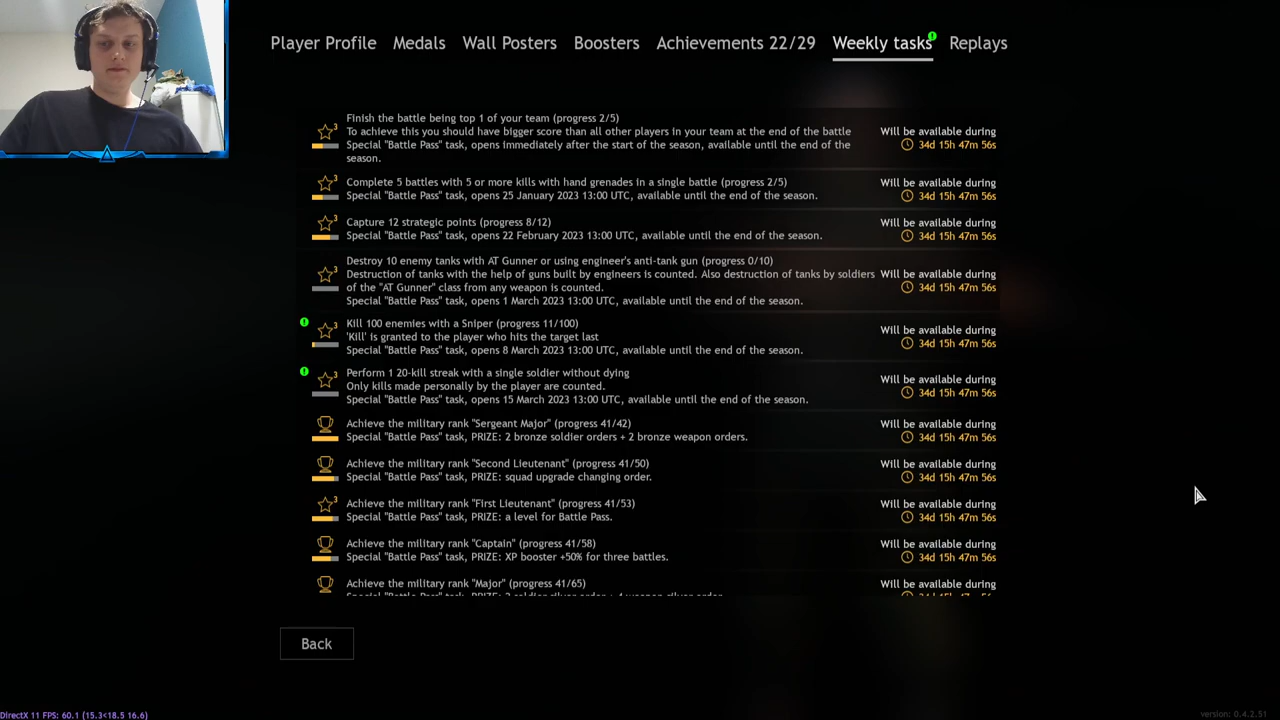 Player Profile Medals Wall Posters Boosters Achievements 22/29 Weekly tasks Replays
Finish the battle being top 1 of your team (progress 2/5)
To achieve this you should have bigger score than all other players in your team at the end of the battle
Special "Battle Pass" task, opens immediately after the start of the season, available until the end of the
season.
Will be available during
34d 15h 47m 56s
3
Complete 5 battles with 5 or more kills with hand grenades in a single battle (progress 2/5)
Special "Battle Pass" task, opens 25 January 2023 13:00 UTC, available until the end of the season.
Will be available during
34d 15h 47m 56s
3
Capture 12 strategic points (progress 8/12)
Special "Battle Pass" task, opens 22 February 2023 13:00 UTC, available until the end of the season.
Will be available during
34d 15h 47m 56s
3
Destroy 10 enemy tanks with AT Gunner or using engineer's anti-tank gun (progress 0/10)
Destruction of tanks with the help of guns built by engineers is counted. Also destruction of tanks by soldiers
of the "AT Gunner" class from any weapon is counted.
Special "Battle Pass" task, opens 1 March 2023 13:00 UTC, available until the end of the season.
Will be available during
34d 15h 47m 56s
3
Kill 100 enemies with a Sniper (progress 11/100)
'Kill' is granted to the player who hits the target last
Special "Battle Pass" task, opens 8 March 2023 13:00 UTC, available until the end of the season.
Will be available during
34d 15h 47m 56s
3
Perform 1 20-kill streak with a single soldier without dying
Only kills made personally by the player are counted.
Special "Battle Pass" task, opens 15 March 2023 13:00 UTC, available until the end of the season.
Will be available during
34d 15h 47m 56s
3
Achieve the military rank "Sergeant Major" (progress 41/42)
Special "Battle Pass" task, PRIZE: 2 bronze soldier orders + 2 bronze weapon orders.
Will be available during
34d 15h 47m 56s
Achieve the military rank "Second Lieutenant" (progress 41/50)
Special "Battle Pass" task, PRIZE: squad upgrade changing order.
Will be available during
34d 15h 47m 56s
Achieve the military rank "First Lieutenant" (progress 41/53)
Special "Battle Pass" task, PRIZE: a level for Battle Pass.
Will be available during
34d 15h 47m 56s
3
Achieve the military rank "Captain" (progress 41/58)
Special "Battle Pass" task, PRIZE: XP booster +50% for three battles.
Will be available during
34d 15h 47m 56s
Achieve the military rank "Major" (progress 41/65)
Will be available during
Back
DirectX 11 FPS: 60.1 (15.3<18.5 16.6)
version: 0.4.2.51